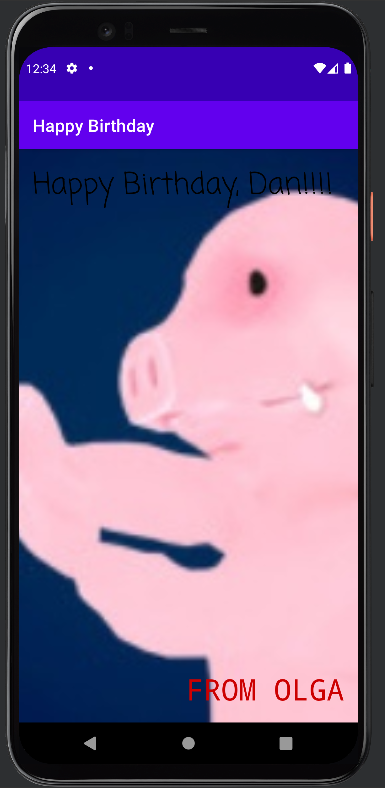 12:34
Happy Birthday
Happy Birthday, Dan!!!!
FROM OLGA